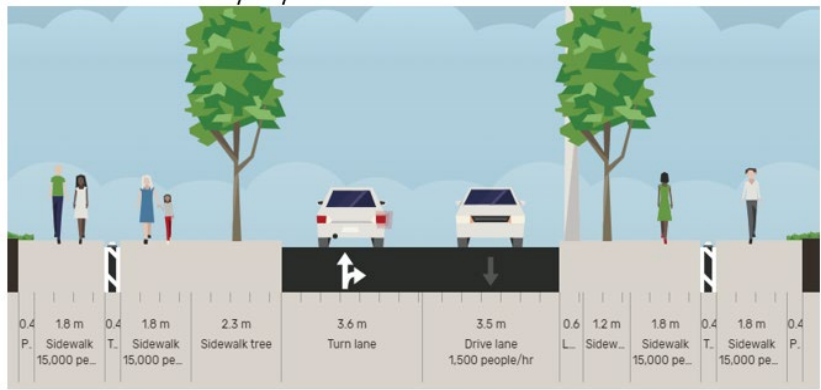 0.4
P..
1.8 m
Sidewalk
15,000 pe...
0.4
T..
1.8 m
Sidewalk
15,000 pe...
2.3 m
Sidewalk tree
3.6 m
Turn lane
3.5 m
Drive lane
1,500 people/hr
0.6
L...
1.2 m
Sidew...
1.8 m
Sidewalk
15,000 pe...
0.4
T..
1.8 m
Sidewalk
15,000 pe...
0.4
P..